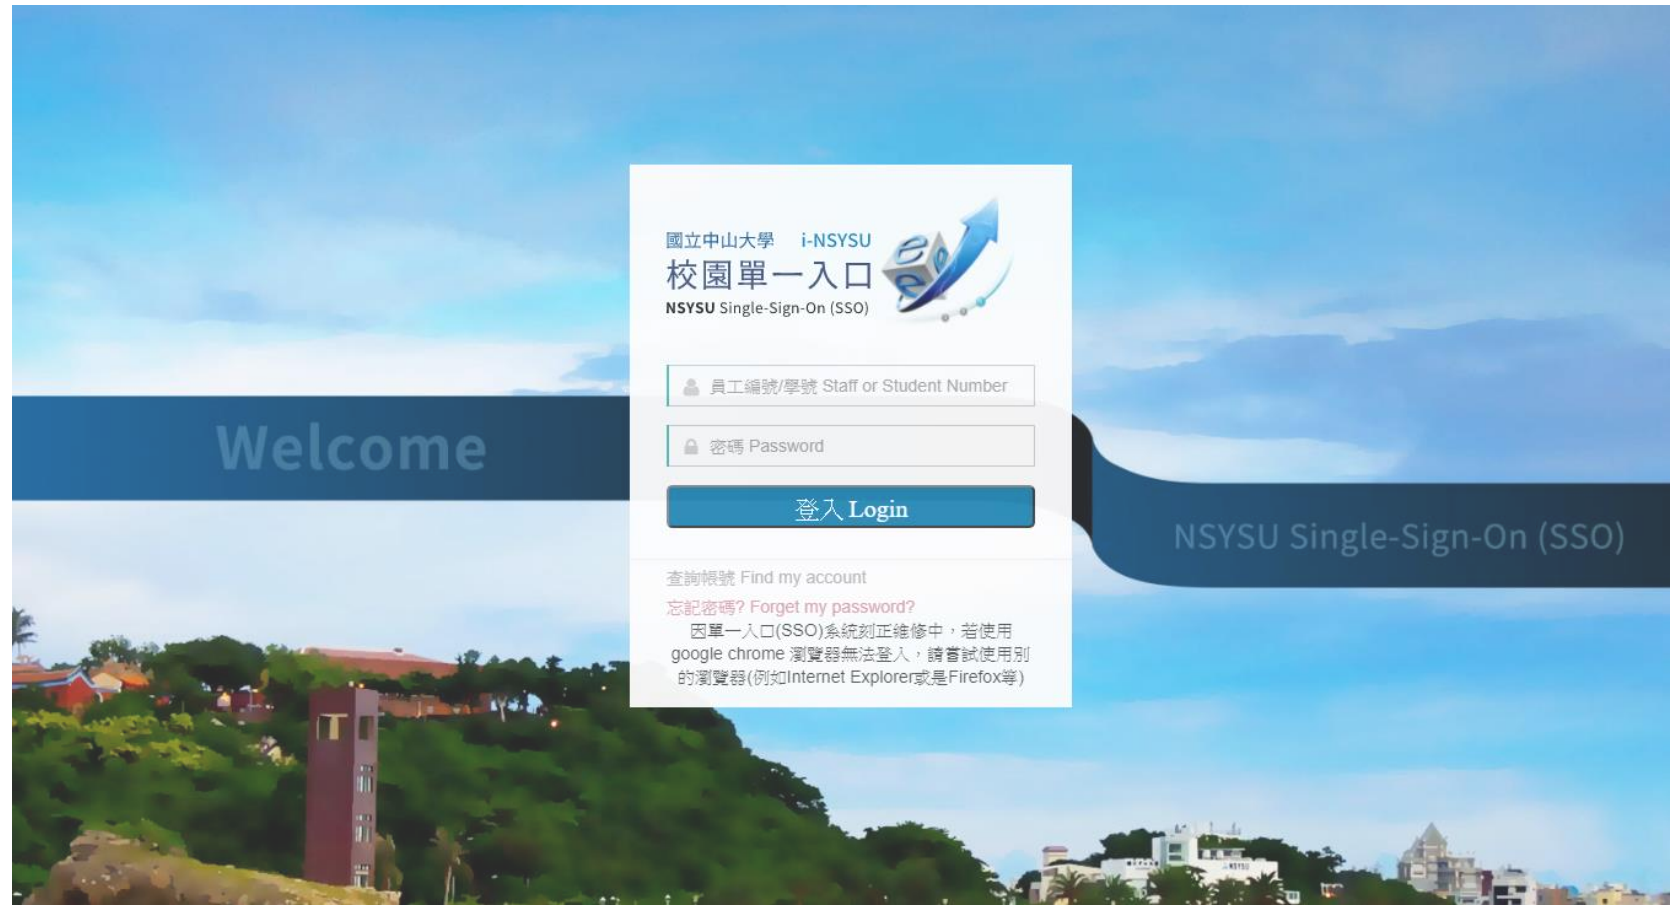 國立中山大學 i-NSYSU
校園單一入口
NSYSU Single-Sign-On (SSO)
員工編號/學號 Staff or Student Number
密碼 Password
Welcome
登入 Login
NSYSU Single-Sign-On (SSO)
查詢帳號 Find my account
忘記密碼? Forget my password?
因單一入口(SSO)系統刻正維修中，若使用
google chrome 瀏覽器無法登入，請嘗試使用別
的瀏覽器(例如Internet Explorer或是Firefox等)